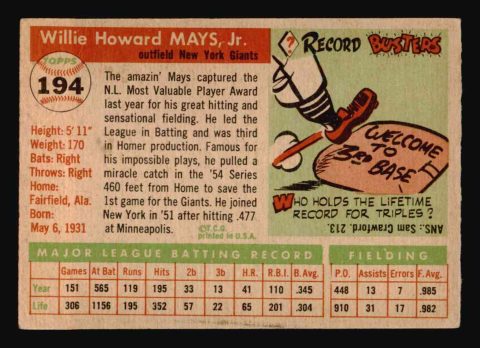 Willie Howard MAYS, Jr.
outfield New York Giants
TOPPS
194
Height: 5' 11"
Weight: 170
Bats: Right
Throws: Right
Home:
Fairfield, Ala.
Born:
May 6, 1931
The amazin' Mays captured the
N.L. Most Valuable Player Award
last year for his great hitting and
sensational fielding. He led the
League in Batting and was third
in Homer production. Famous for
his impossible plays, he pulled a
miracle catch in the '54 Series
460 feet from Home to save the
1st game for the Giants. He joined
New York in '51 after hitting .477
at Minneapolis.
©T.C.G.
printed in U.S.A.
RECORD BUSTERS
WELCOME TO
3RD BASE
WHO HOLDS THE LIFETIME
RECORD FOR TRIPLES?
ANS.: Sam Crawford. 213.
MAJOR LEAGUE BATTING RECORD FIELDING
Games At Bat Runs Hits 2b 3b H.R. R.B.I. B.Avg. P.O. Assists Errors F.Avg.
Year 151 565 119 195 33 13 41 110 .345 448 13 7 .985
Life 306 1156 195 352 57 18 65 201 .304 910 31 17 .982